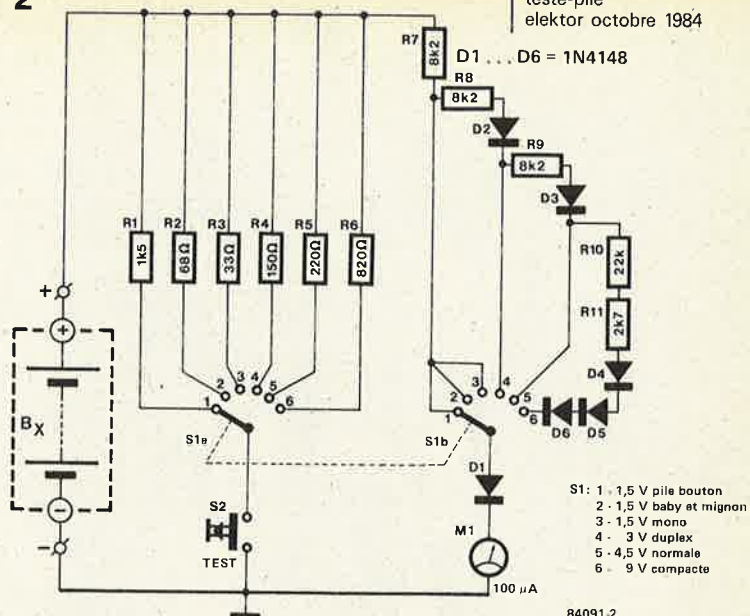 2
teste-pile
elektor octobre 1984
D1 ... D6 = 1N4148
R7
8k2
R8
8k2
D2
R9
8k2
D3
R1
1k5
R2
68Ω
R3
33Ω
R4
150Ω
R5
220Ω
R6
820Ω
R10
22k
R11
2k7
D4
D6
D5
+
+
BX
−
−
1
2
3
4
5
6
S1a
1
2
3
4
5
6
S1b
S2
TEST
D1
M1
100 µA
S1: 1 - 1,5 V pile bouton
2 - 1,5 V baby et mignon
3 - 1,5 V mono
4 - 3 V duplex
5 - 4,5 V normale
6 - 9 V compacte
84091-2